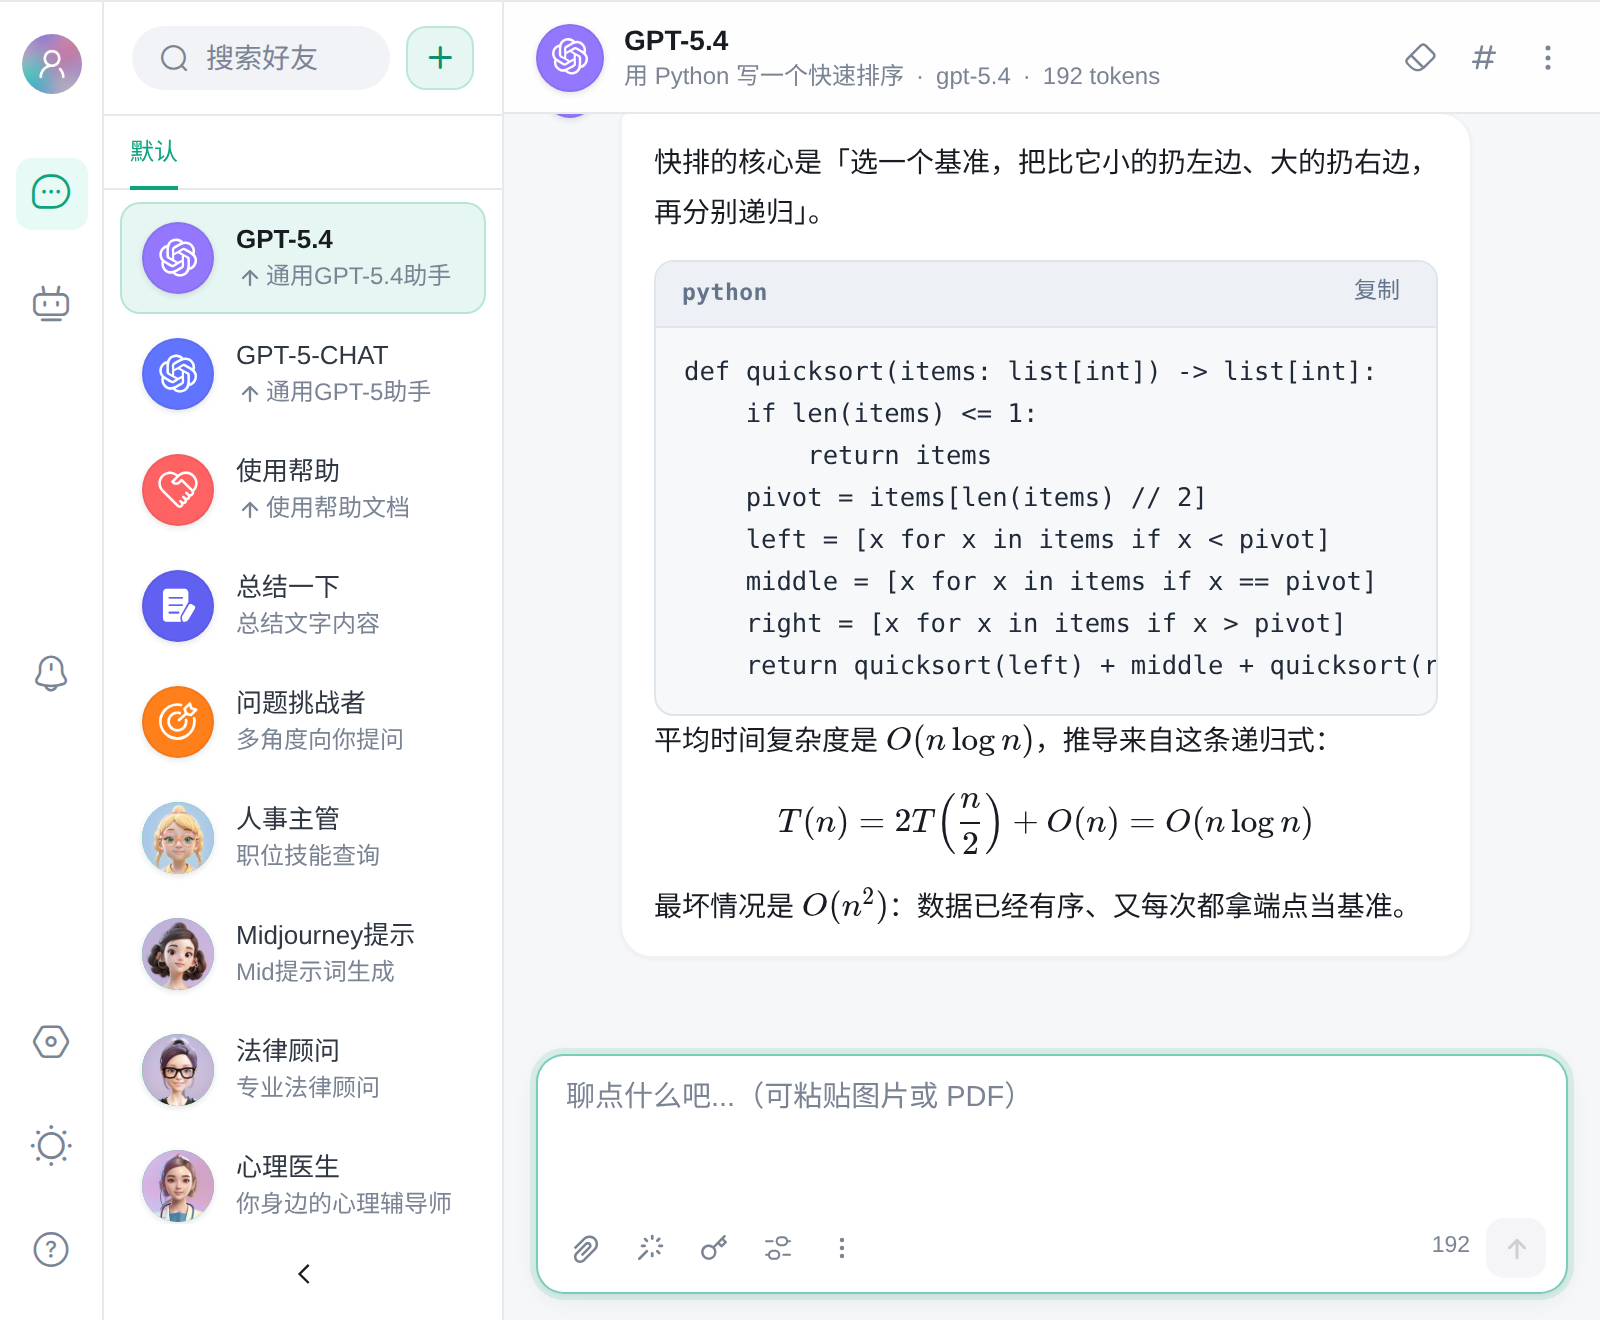 搜索好友
默认
GPT-5.4
通用GPT-5.4助手
GPT-5-CHAT
通用GPT-5助手
使用帮助
使用帮助文档
总结一下
总结文字内容
问题挑战者
多角度向你提问
人事主管
职位技能查询
Midjourney提示
Mid提示词生成
法律顾问
专业法律顾问
心理医生
你身边的心理辅导师
GPT-5.4
用 Python 写一个快速排序 · gpt-5.4 · 192 tokens
快排的核心是「选一个基准，把比它小的扔左边、大的扔右边，
再分别递归」。
python
复制
def quicksort(items: list[int]) -> list[int]:
    if len(items) <= 1:
        return items
    pivot = items[len(items) // 2]
    left = [x for x in items if x < pivot]
    middle = [x for x in items if x == pivot]
    right = [x for x in items if x > pivot]
    return quicksort(left) + middle + quicksort(r
平均时间复杂度是 O(n log n)，推导来自这条递归式：
T(n) = 2T(n/2) + O(n) = O(n log n)
最坏情况是 O(n²)：数据已经有序、又每次都拿端点当基准。
聊点什么吧...（可粘贴图片或 PDF）
192